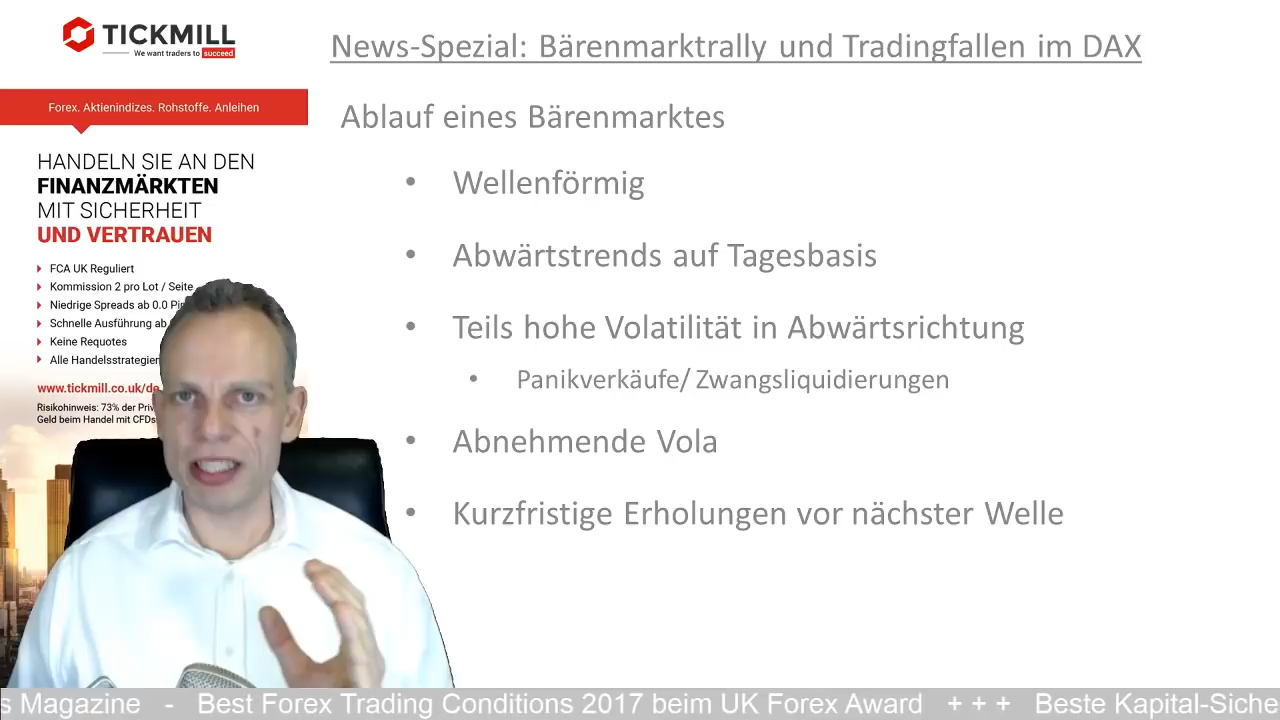 TICKMILL
We want traders to succeed
News-Spezial: Bärenmarktrally und Tradingfallen im DAX
Forex. Aktienindizes. Rohstoffe. Anleihen
HANDELN SIE AN DEN
FINANZMÄRKTEN
MIT SICHERHEIT
UND VERTRAUEN
FCA UK Reguliert
Kommission 2 pro Lot / Seite
Niedrige Spreads ab 0.0
Schnelle Ausführung ab
Keine Requotes
Alle Handelsstrategien
www.tickmill.co.uk/de
Risikohinweis: 73% der
Geld beim Handel mit CFDs
Ablauf eines Bärenmarktes
• Wellenförmig
• Abwärtstrends auf Tagesbasis
• Teils hohe Volatilität in Abwärtsrichtung
• Panikverkäufe/ Zwangsliquidierungen
• Abnehmende Vola
• Kurzfristige Erholungen vor nächster Welle
s Magazine - Best Forex Trading Conditions 2017 beim UK Forex Award + + + Beste Kapital-Siche